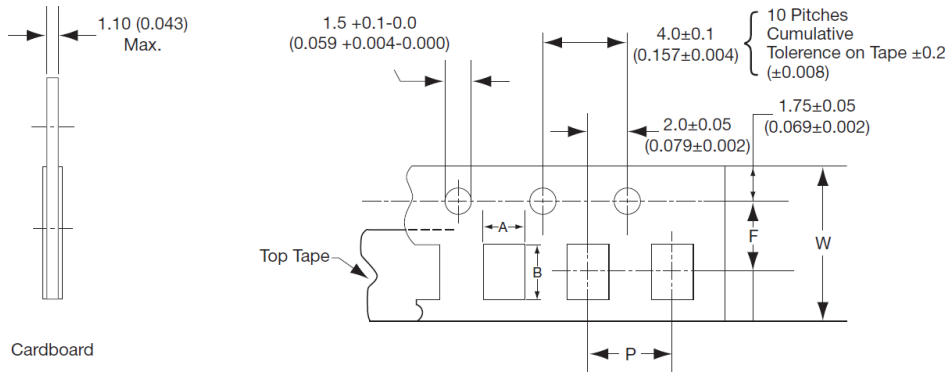 1.10 (0.043)
Max.
1.5 +0.1-0.0
(0.059 +0.004-0.000)
4.0±0.1
(0.157±0.004)
10 Pitches
Cumulative
Tolerence on Tape ±0.2
(±0.008)
1.75±0.05
(0.069±0.002)
2.0±0.05
(0.079±0.002)
A
B
F
W
Top Tape
P
Cardboard